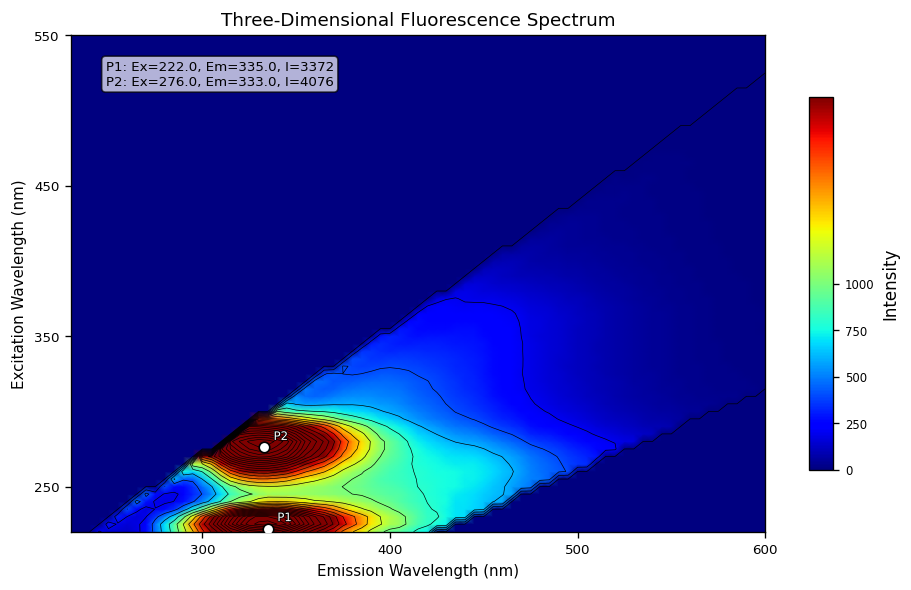 Three-Dimensional Fluorescence Spectrum
P1: Ex=222.0, Em=335.0, I=3372
P2: Ex=276.0, Em=333.0, I=4076
550
450
350
250
Excitation Wavelength (nm)
P2
P1
300
400
500
600
Emission Wavelength (nm)
1000
750
500
250
0
Intensity